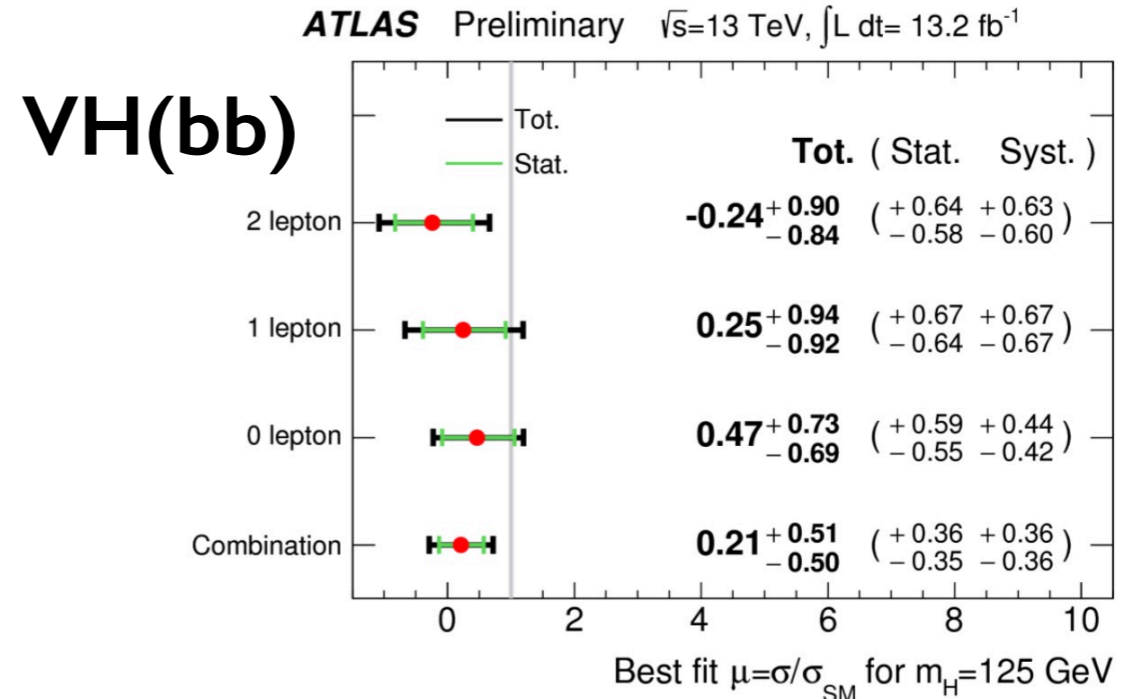 ATLAS Preliminary √s=13 TeV, ∫L dt= 13.2 fb⁻¹
VH(bb)
Tot.
Stat.
Tot. ( Stat. Syst. )
2 lepton -0.24 + 0.90 − 0.84 ( + 0.64 − 0.58 + 0.63 − 0.60 )
1 lepton 0.25 + 0.94 − 0.92 ( + 0.67 − 0.64 + 0.67 − 0.67 )
0 lepton 0.47 + 0.73 − 0.69 ( + 0.59 − 0.55 + 0.44 − 0.42 )
Combination 0.21 + 0.51 − 0.50 ( + 0.36 − 0.35 + 0.36 − 0.36 )
0 2 4 6 8 10
Best fit μ=σ/σ_SM for m_H=125 GeV